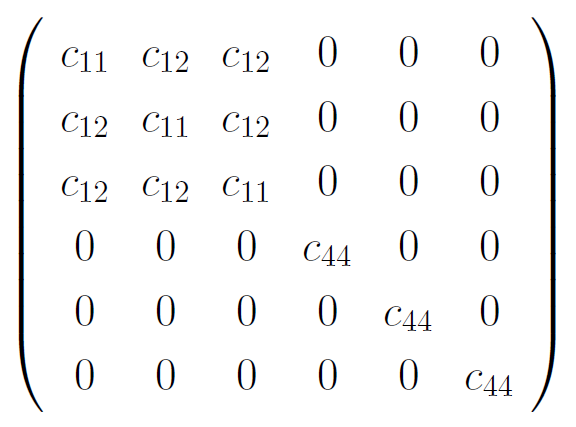 c11 c12 c12 0 0 0
c12 c11 c12 0 0 0
c12 c12 c11 0 0 0
0 0 0 c44 0 0
0 0 0 0 c44 0
0 0 0 0 0 c44